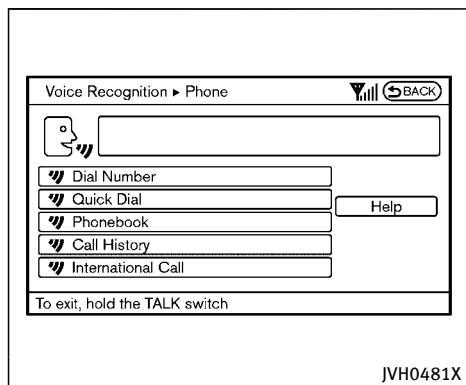 Voice Recognition ▸ Phone BACK
Dial Number
Quick Dial
Help
Phonebook
Call History
International Call
To exit, hold the TALK switch
JVH0481X